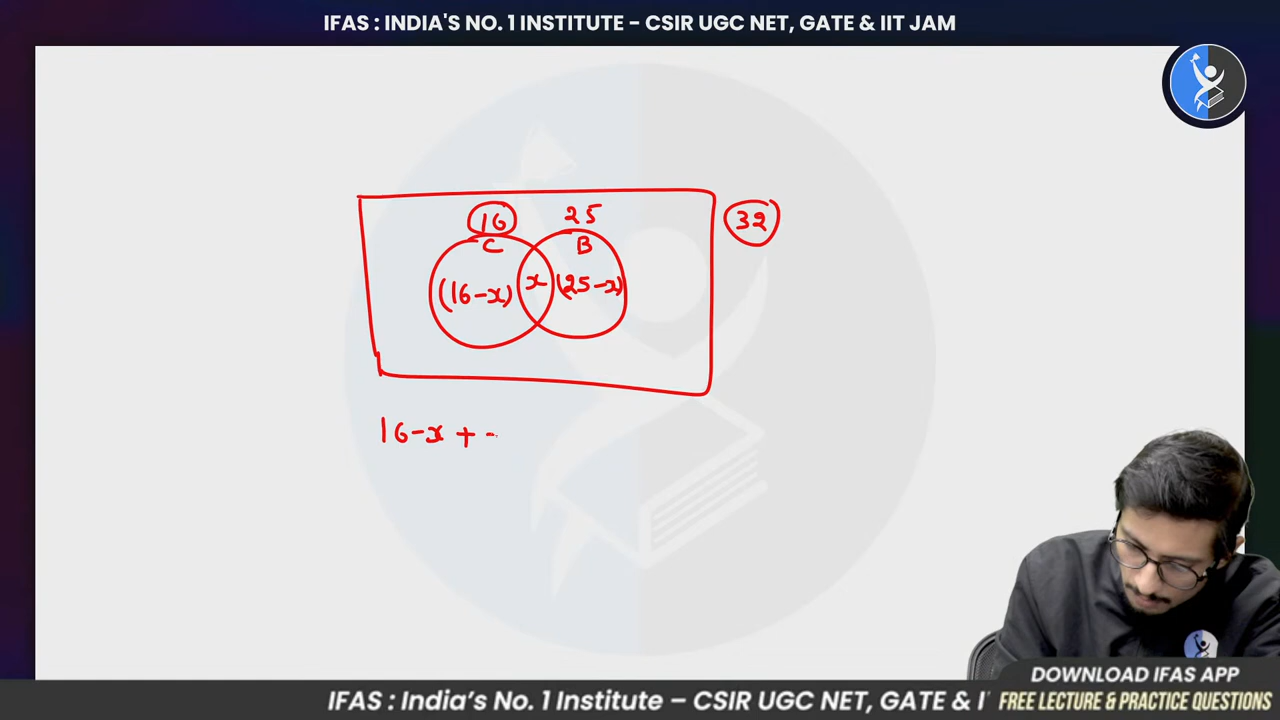 IFAS : INDIA'S NO. 1 INSTITUTE - CSIR UGC NET, GATE & IIT JAM
16 25 32
C B
(16-x) x (25-x)
16-x + -
DOWNLOAD IFAS APP
IFAS : India's No. 1 Institute – CSIR UGC NET, GATE & I
FREE LECTURE & PRACTICE QUESTIONS